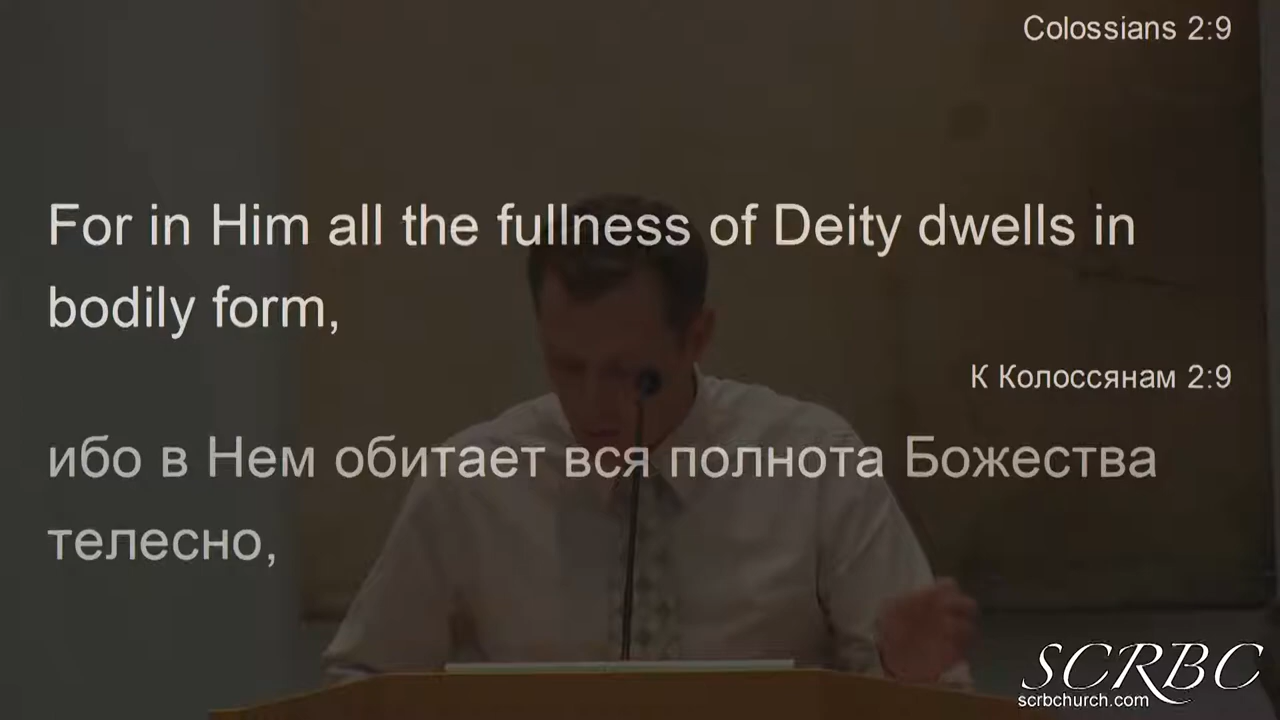 Colossians 2:9
For in Him all the fullness of Deity dwells in
bodily form,
К Колоссянам 2:9
ибо в Нем обитает вся полнота Божества
телесно,
SCRBC
scrbchurch.com